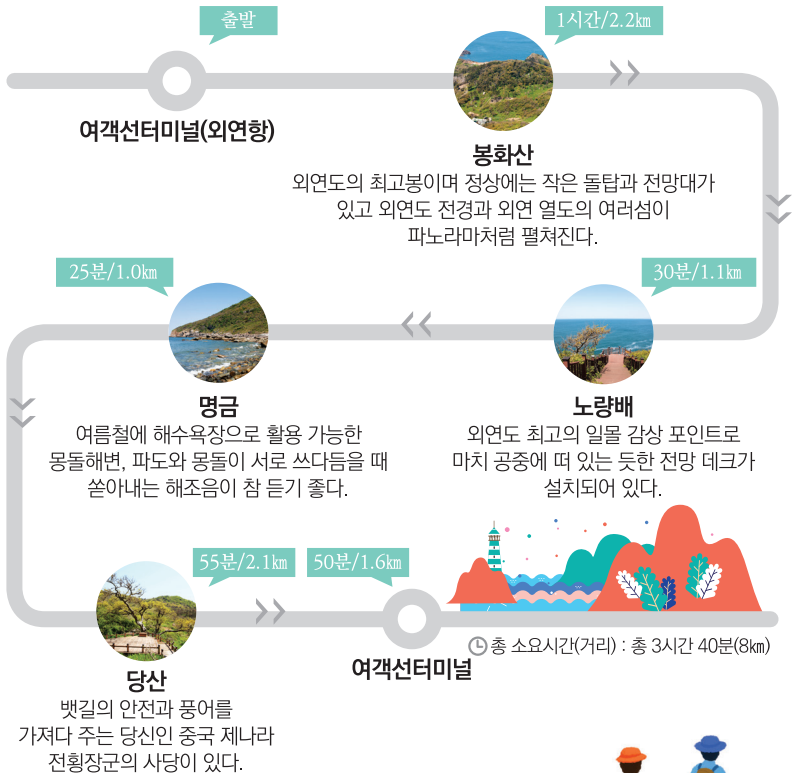 출발
여객선터미널(외연항)
1시간/2.2㎞
봉화산
외연도의 최고봉이며 정상에는 작은 돌탑과 전망대가
있고 외연도 전경과 외연 열도의 여러섬이
파노라마처럼 펼쳐진다.
30분/1.1㎞
노량배
외연도 최고의 일몰 감상 포인트로
마치 공중에 떠 있는 듯한 전망 데크가
설치되어 있다.
25분/1.0㎞
명금
여름철에 해수욕장으로 활용 가능한
몽돌해변, 파도와 몽돌이 서로 쓰다듬을 때
쏟아내는 해조음이 참 듣기 좋다.
55분/2.1㎞
당산
뱃길의 안전과 풍어를
가져다 주는 당신인 중국 제나라
전횡장군의 사당이 있다.
50분/1.6㎞
여객선터미널
총 소요시간(거리) : 총 3시간 40분(8㎞)